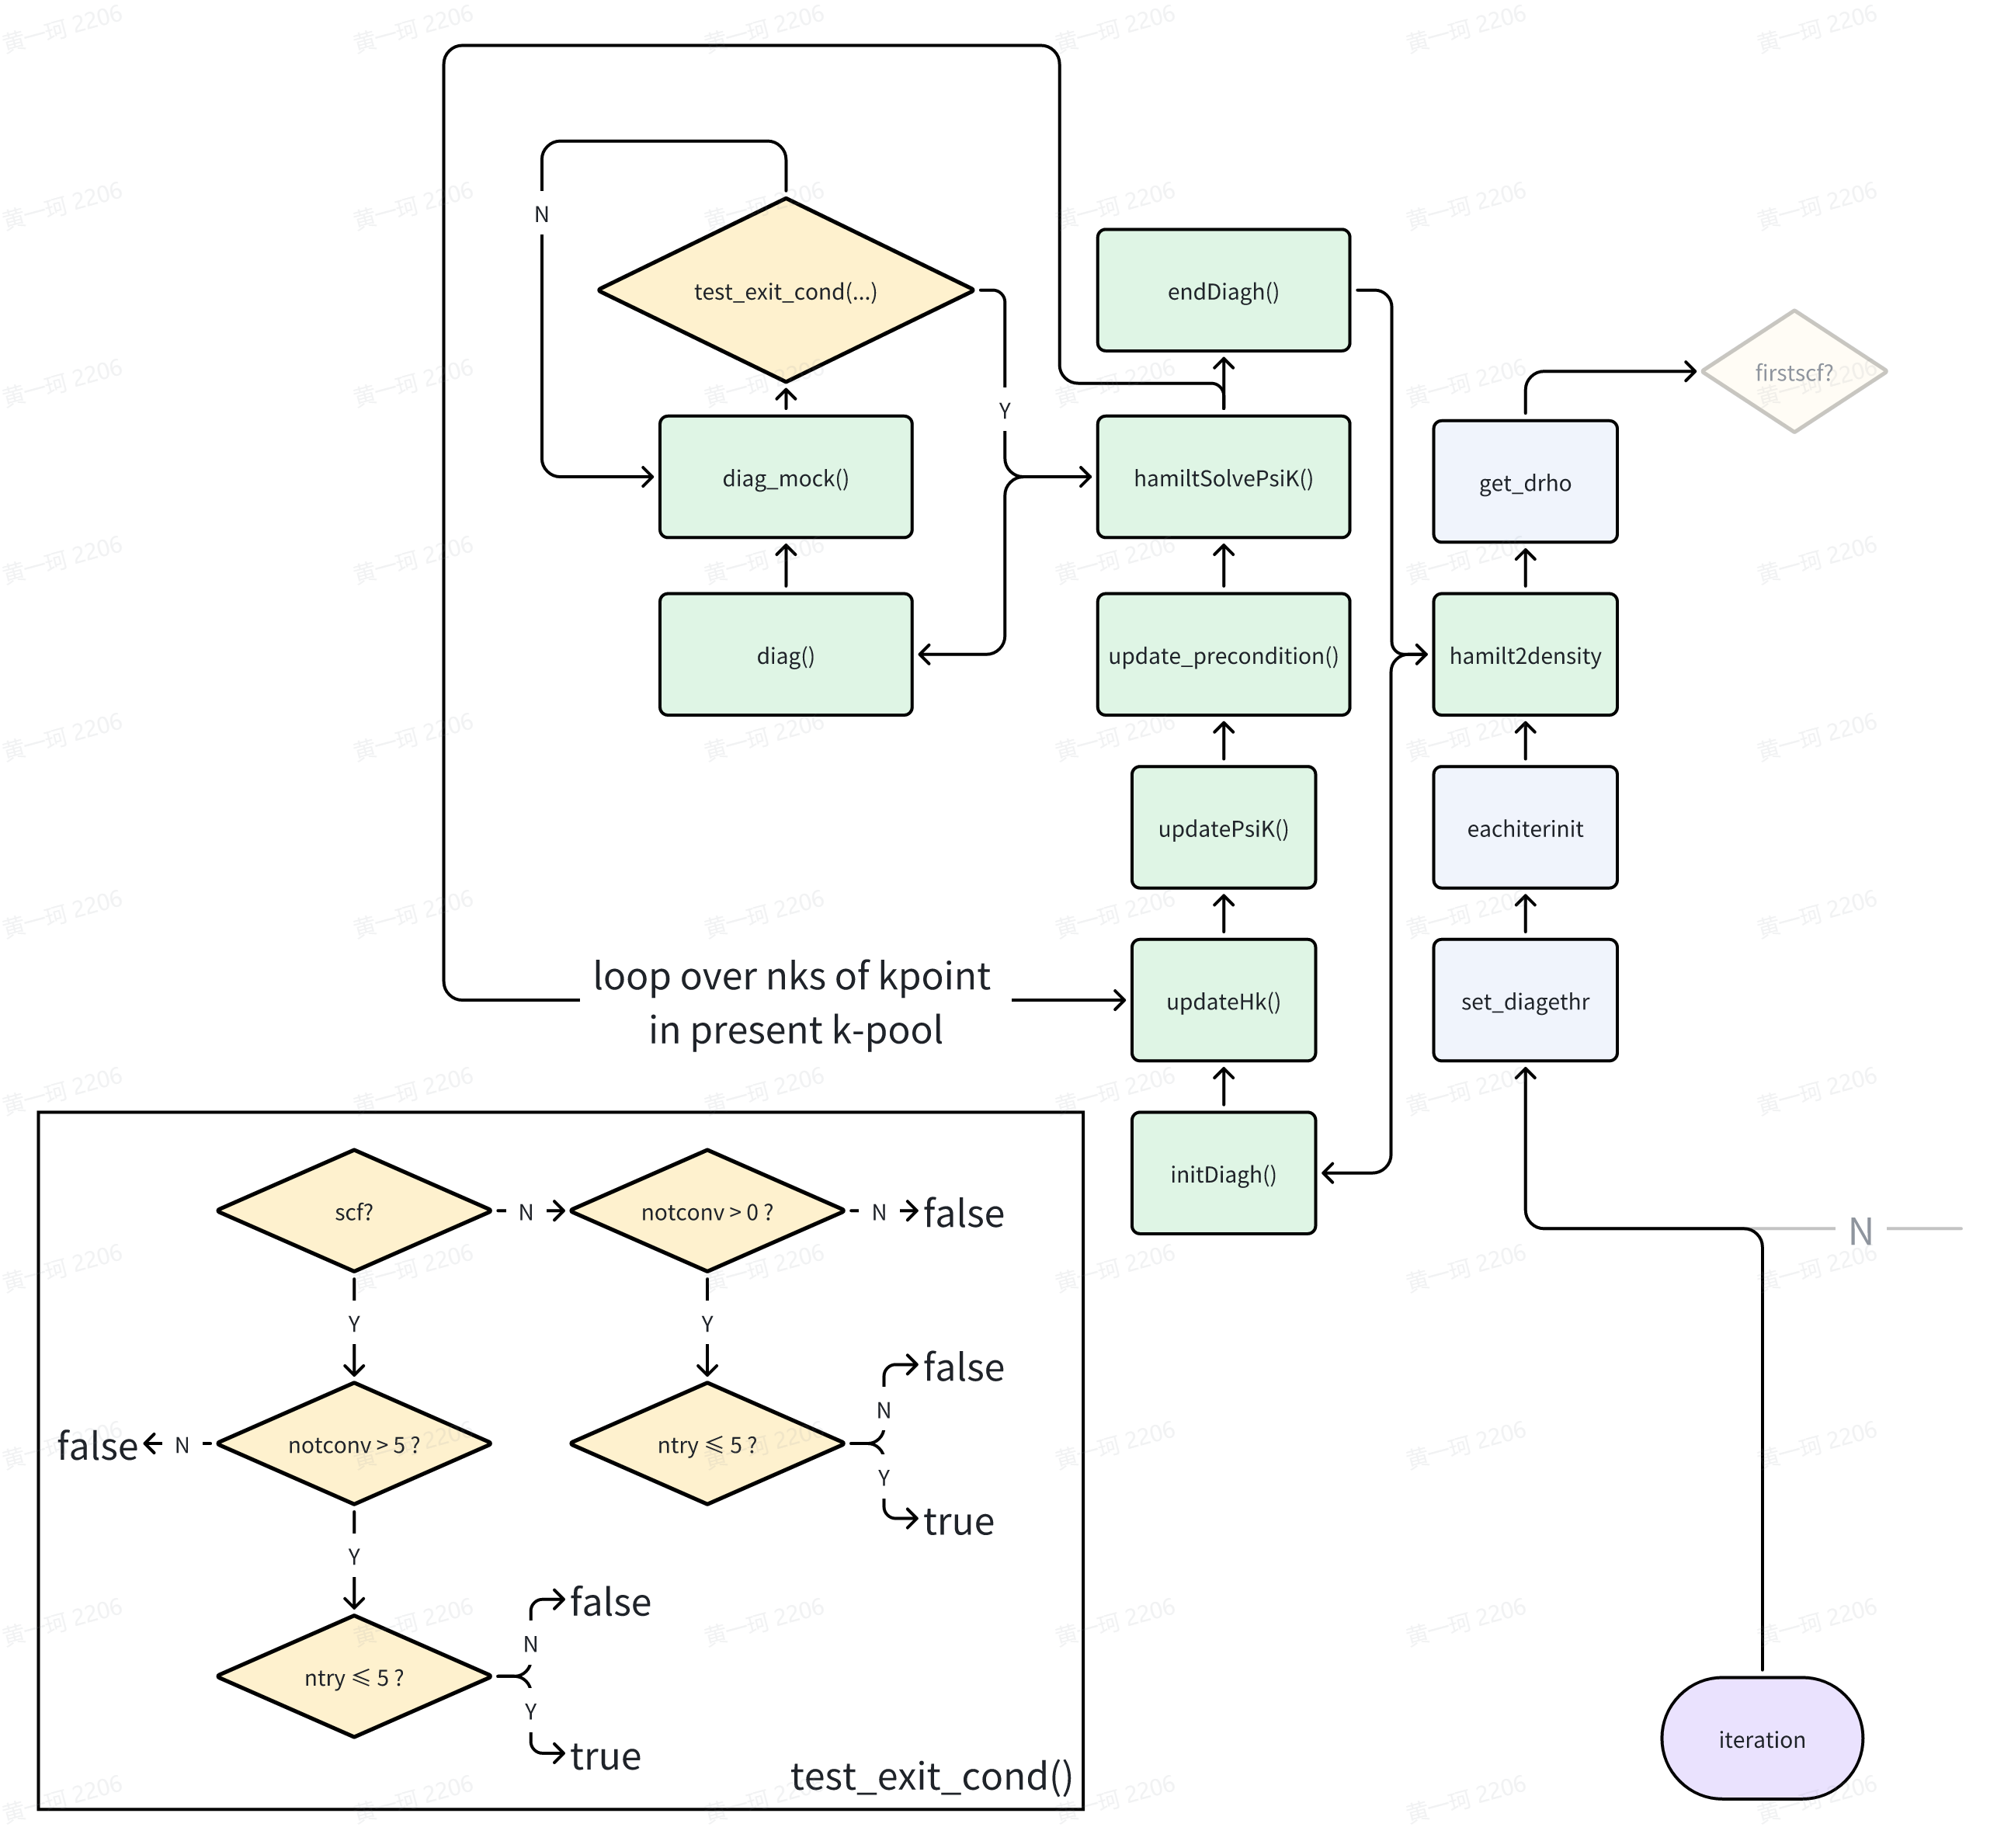 N
test_exit_cond(...)
endDiagh()
firstscf?
Y
diag_mock()
hamiltSolvePsiK()
get_drho
diag()
update_precondition()
hamilt2density
updatePsiK()
eachiterinit
loop over nks of kpoint
in present k-pool
updateHk()
set_diagethr
initDiagh()
N
scf?
N
notconv > 0 ?
N
false
Y
Y
false
N
false
N
notconv > 5 ?
ntry ⩽ 5 ?
Y
true
Y
false
N
ntry ⩽ 5 ?
Y
true
test_exit_cond()
iteration
黄一珂 2206